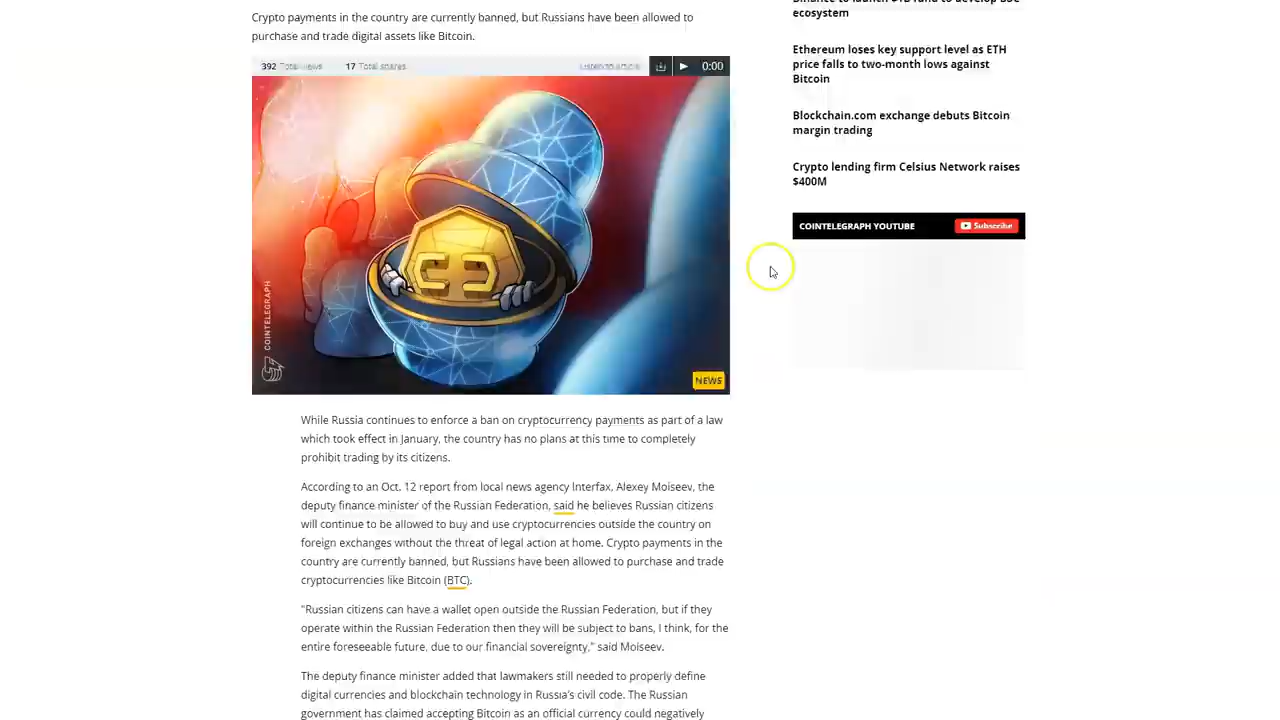 Crypto payments in the country are currently banned, but Russians have been allowed to
purchase and trade digital assets like Bitcoin.
392 Total views 17 Total shares Listen to article 0:00
COINTELEGRAPH
NEWS
While Russia continues to enforce a ban on cryptocurrency payments as part of a law
which took effect in January, the country has no plans at this time to completely
prohibit trading by its citizens.
According to an Oct. 12 report from local news agency Interfax, Alexey Moiseev, the
deputy finance minister of the Russian Federation, said he believes Russian citizens
will continue to be allowed to buy and use cryptocurrencies outside the country on
foreign exchanges without the threat of legal action at home. Crypto payments in the
country are currently banned, but Russians have been allowed to purchase and trade
cryptocurrencies like Bitcoin (BTC).
"Russian citizens can have a wallet open outside the Russian Federation, but if they
operate within the Russian Federation then they will be subject to bans, I think, for the
entire foreseeable future, due to our financial sovereignty," said Moiseev.
The deputy finance minister added that lawmakers still needed to properly define
digital currencies and blockchain technology in Russia's civil code. The Russian
government has claimed accepting Bitcoin as an official currency could negatively
ecosystem
Ethereum loses key support level as ETH
price falls to two-month lows against
Bitcoin
Blockchain.com exchange debuts Bitcoin
margin trading
Crypto lending firm Celsius Network raises
$400M
COINTELEGRAPH YOUTUBE Subscribe